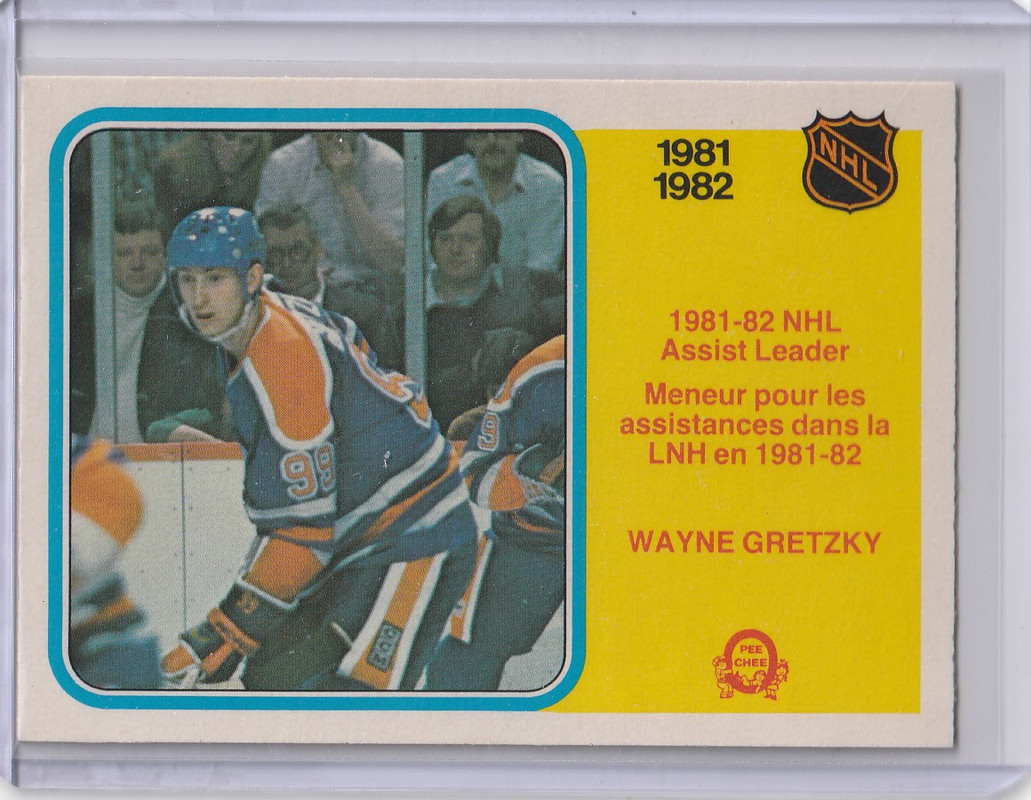 1981
1982
NHL
1981-82 NHL
Assist Leader
Meneur pour les
assistances dans la
LNH en 1981-82
WAYNE GRETZKY
PEE
CHEE
99
9